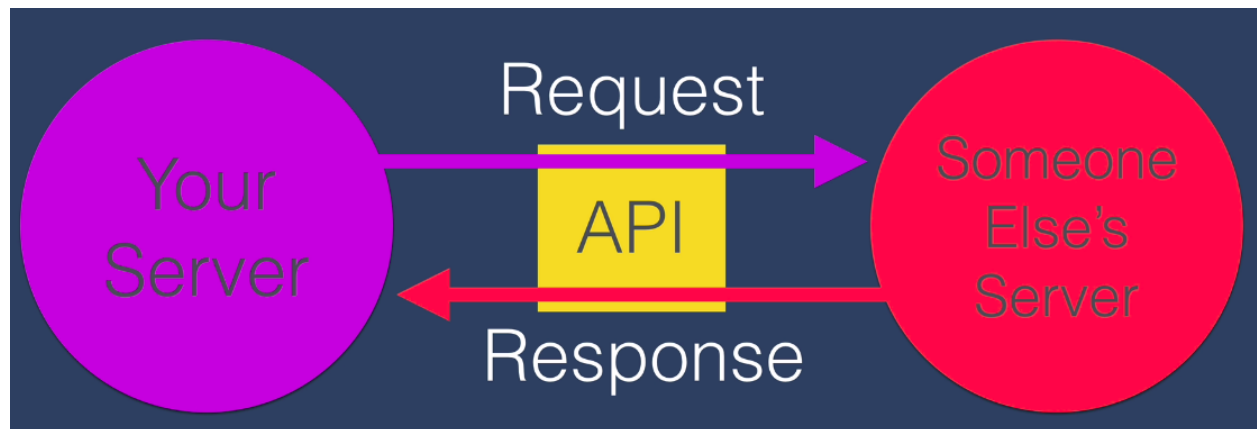 Request
Your
Server
API
Someone
Else's
Server
Response